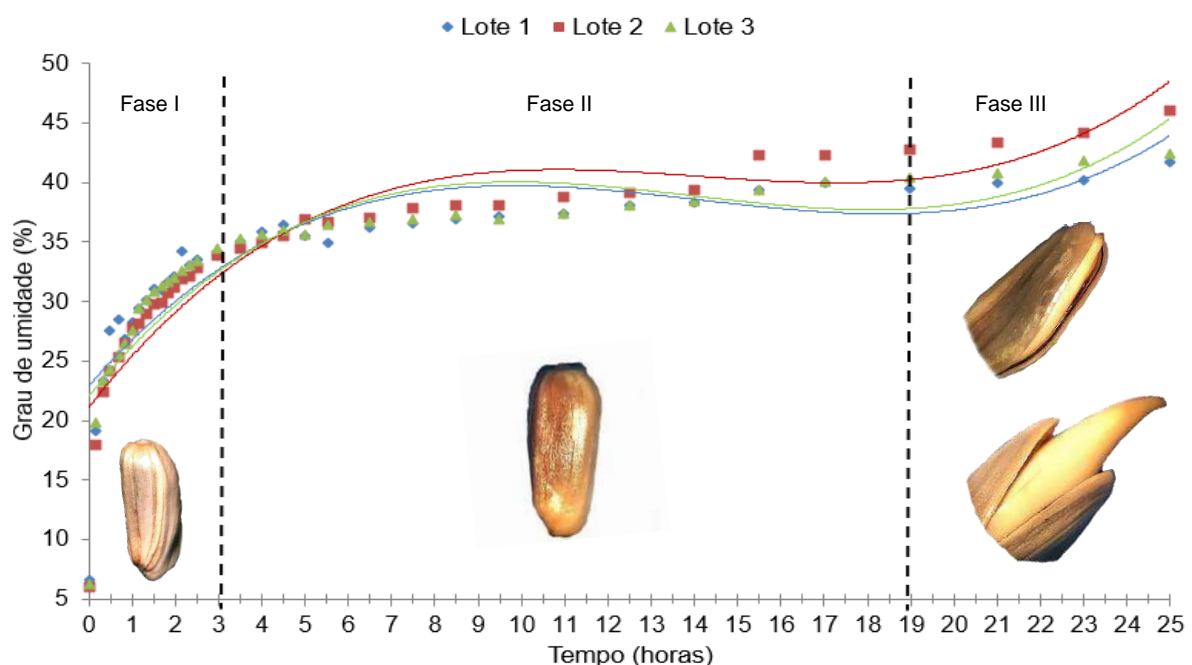 Lote 1 Lote 2 Lote 3
Fase I Fase II Fase III
Grau de umidade (%)
50
45
40
35
30
25
20
15
10
5
0 1 2 3 4 5 6 7 8 9 10 11 12 13 14 15 16 17 18 19 20 21 22 23 24 25
Tempo (horas)